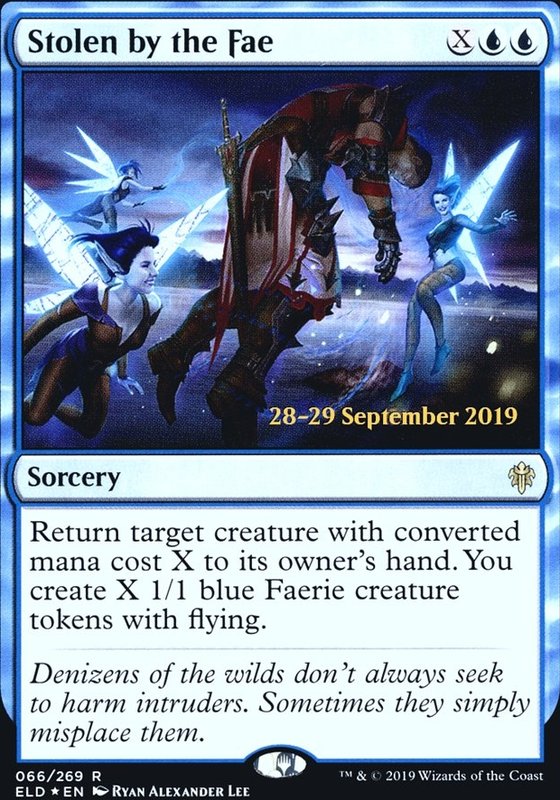 Stolen by the Fae X
28-29 September 2019
Sorcery
Return target creature with converted
mana cost X to its owner's hand. You
create X 1/1 blue Faerie creature
tokens with flying.
Denizens of the wilds don't always seek
to harm intruders. Sometimes they simply
misplace them.
066/269 R
ELD ★ EN Ryan Alexander Lee
™ & © 2019 Wizards of the Coast